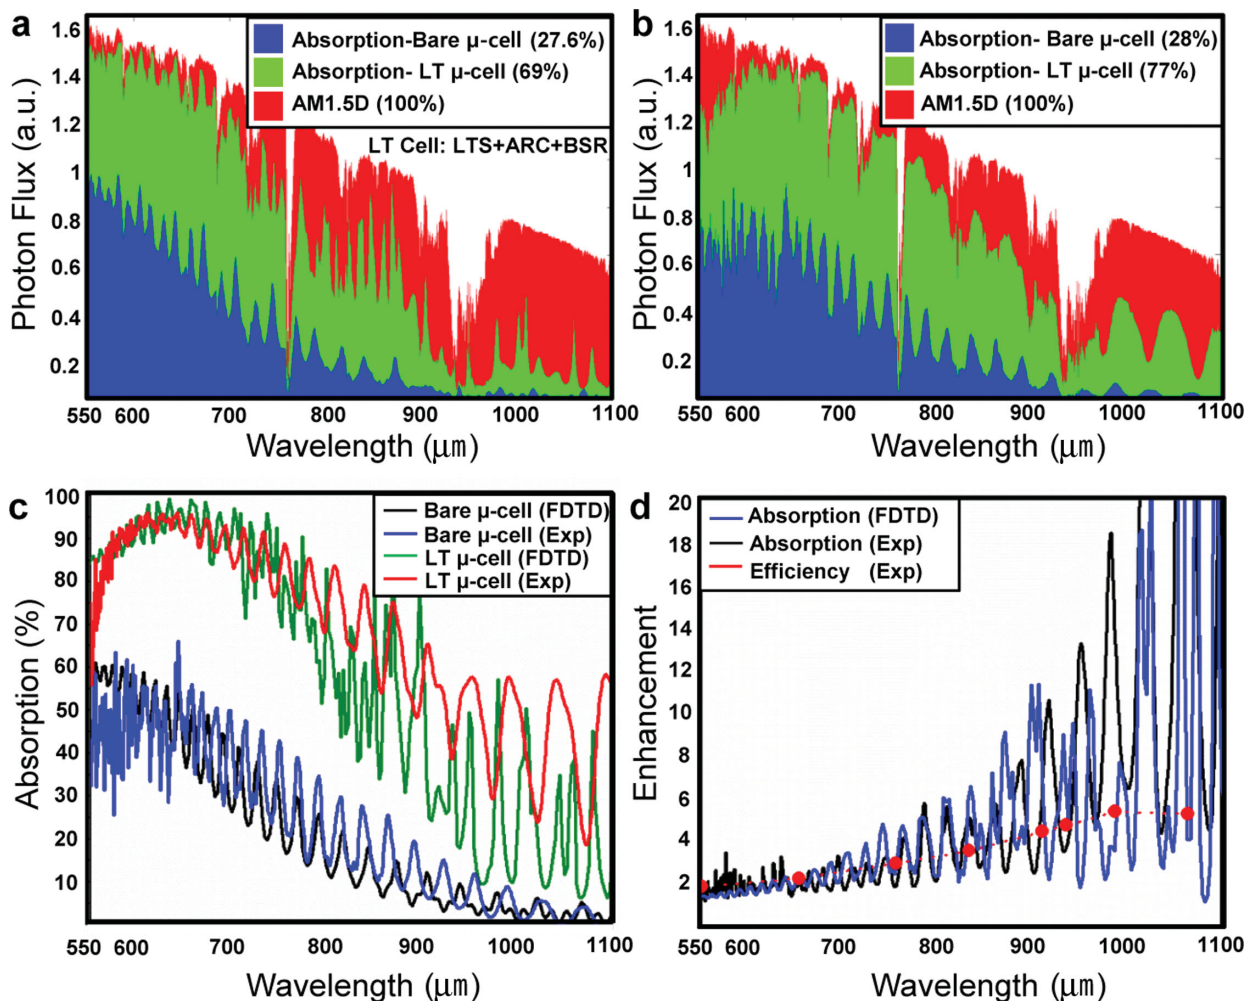 a
Absorption-Bare μ-cell (27.6%)
Absorption- LT μ-cell (69%)
AM1.5D (100%)
LT Cell: LTS+ARC+BSR
Photon Flux (a.u.)
1.6
1.4
1.2
1
0.8
0.6
0.4
0.2
550 600 700 800 900 1000 1100
Wavelength (μm)
b
Absorption- Bare μ-cell (28%)
Absorption- LT μ-cell (77%)
AM1.5D (100%)
Photon Flux (a.u.)
1.6
1.4
1.2
1
0.8
0.6
0.4
0.2
550 600 700 800 900 1000 1100
Wavelength (μm)
c
Bare μ-cell (FDTD)
Bare μ-cell (Exp)
LT μ-cell (FDTD)
LT μ-cell (Exp)
Absorption (%)
100
90
80
70
60
50
40
30
20
10
550 600 700 800 900 1000 1100
Wavelength (μm)
d
Absorption (FDTD)
Absorption (Exp)
Efficiency (Exp)
Enhancement
20
18
16
14
12
10
8
6
4
2
550 600 700 800 900 1000 1100
Wavelength (μm)